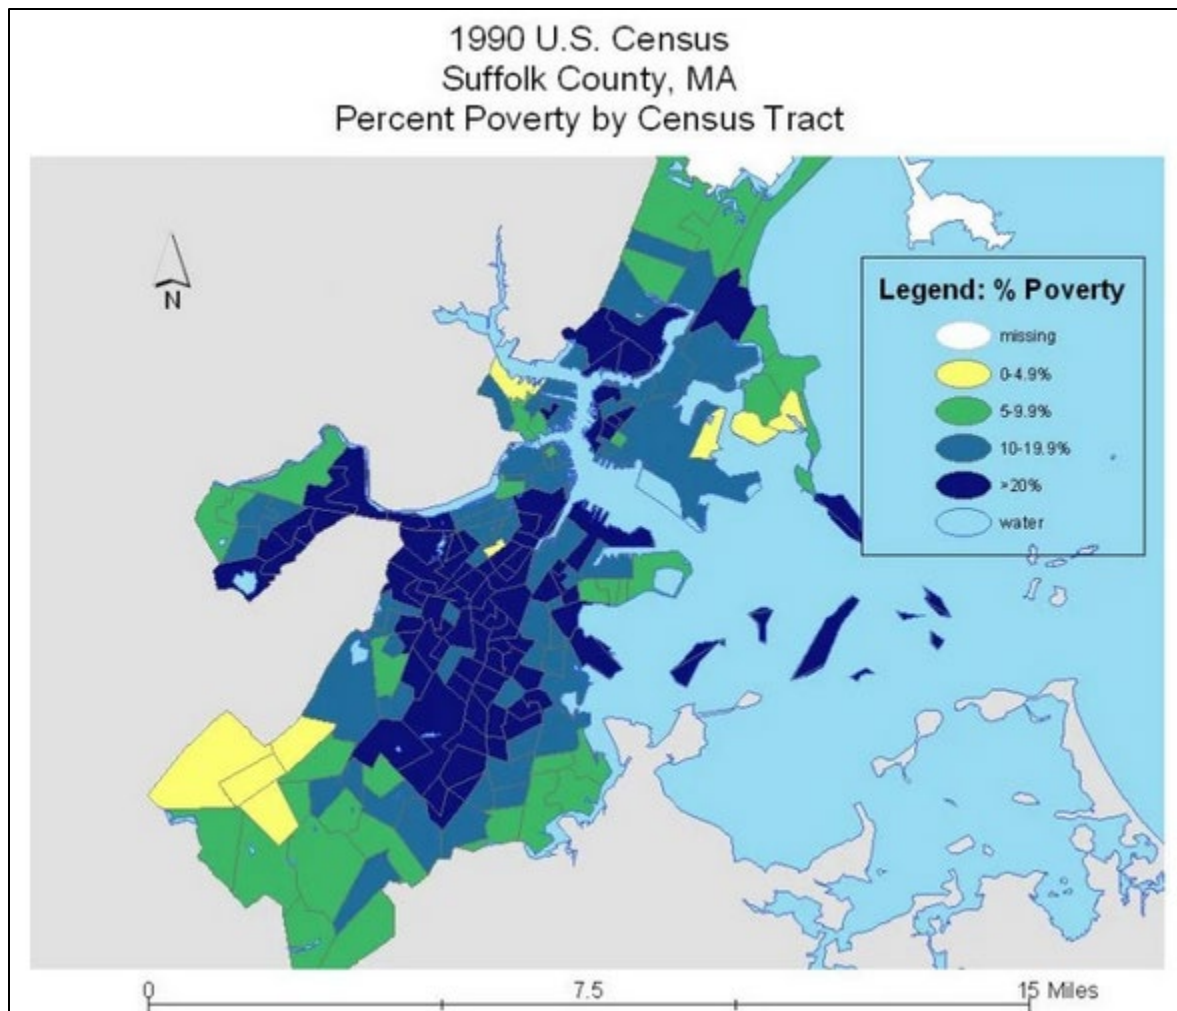 1990 U.S. Census
Suffolk County, MA
Percent Poverty by Census Tract
N
Legend: % Poverty
missing
0-4.9%
5-9.9%
10-19.9%
>20%
water
0 7.5 15 Miles